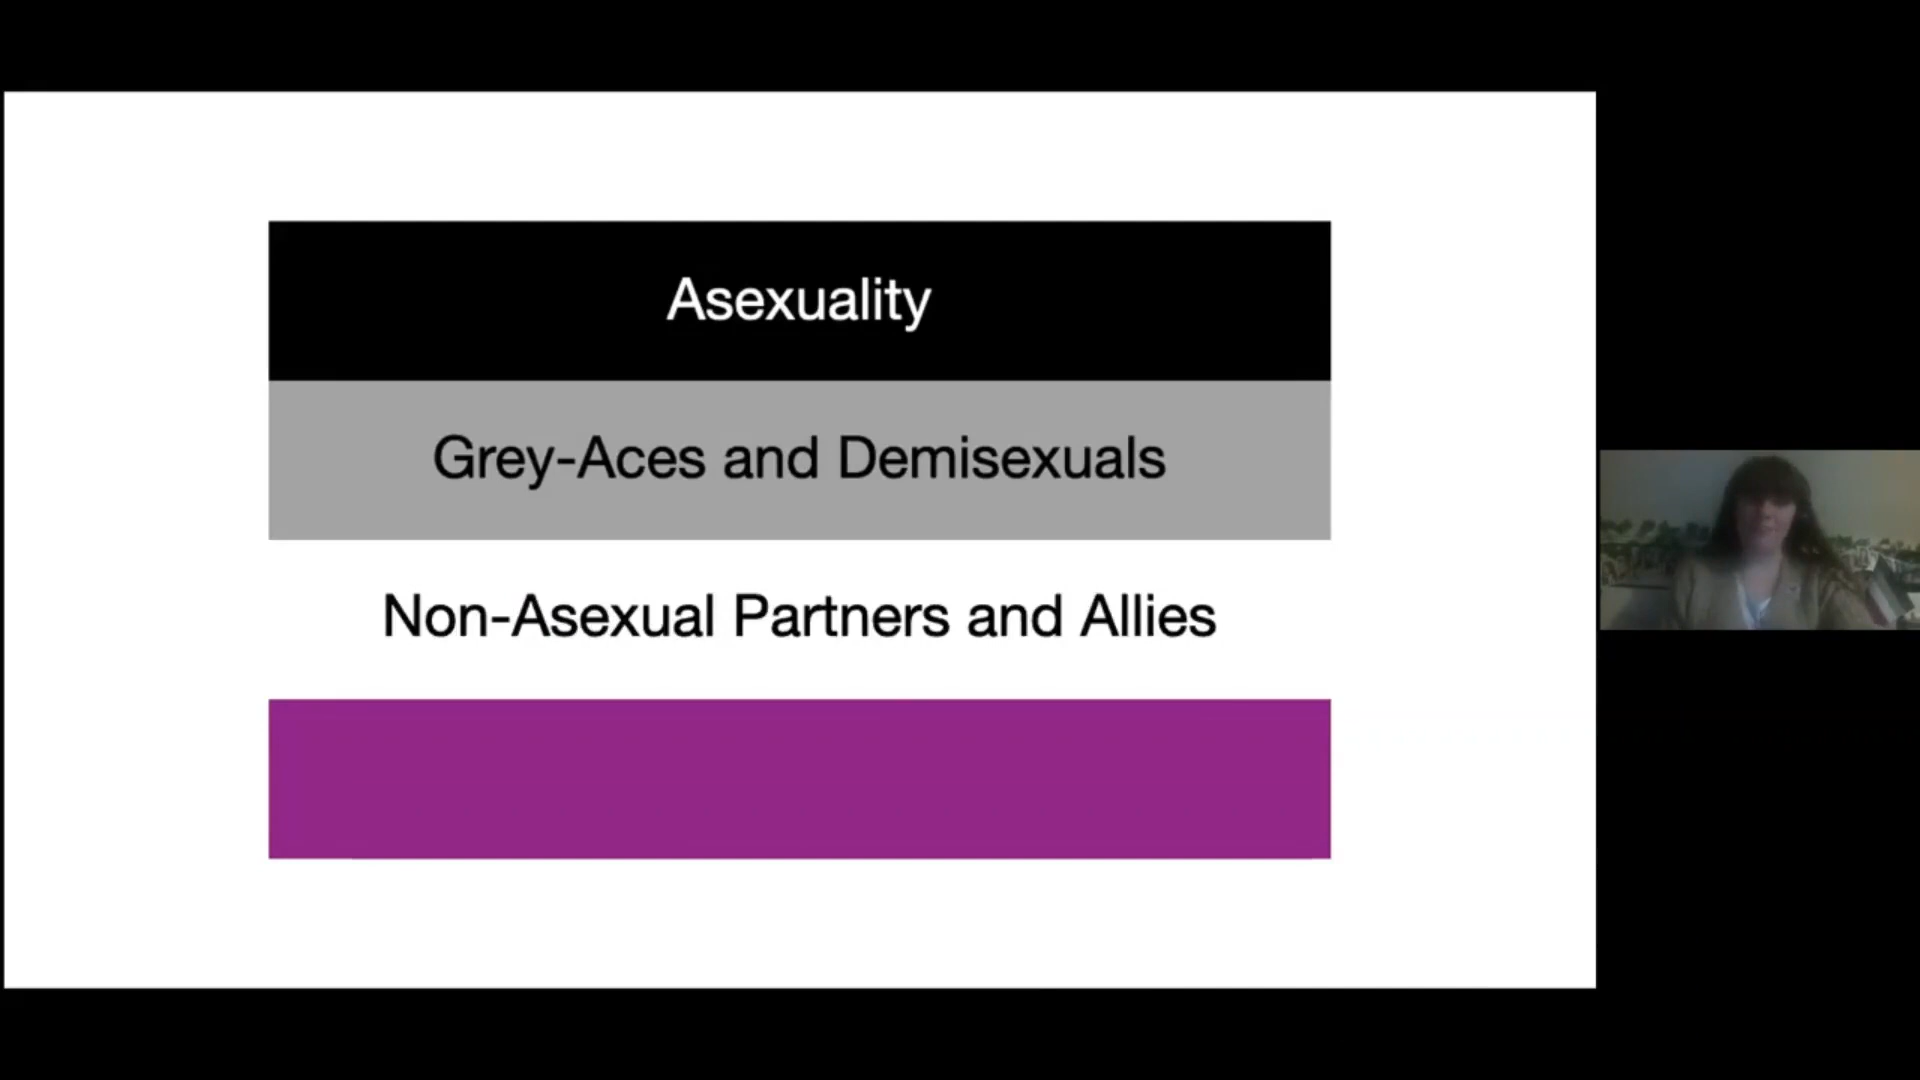 Asexuality
Grey-Aces and Demisexuals
Non-Asexual Partners and Allies